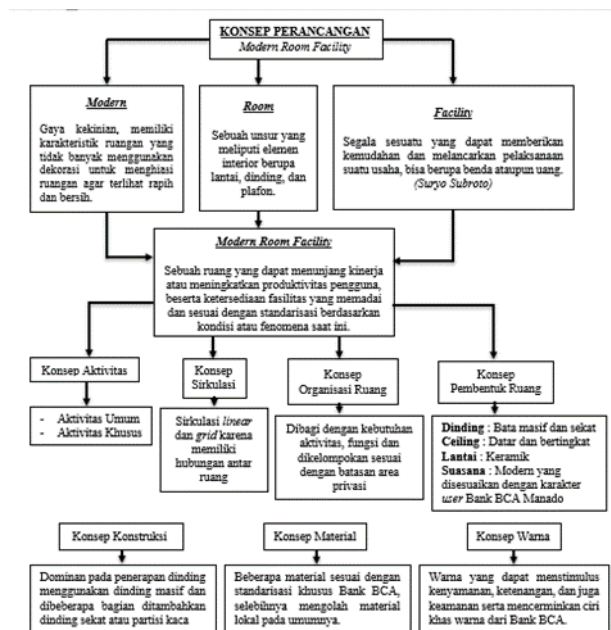 KONSEP PERANCANGAN
Modern Room Facility
Modern
Gaya kekinian, memiliki
karakteristik ruangan yang
tidak banyak menggunakan
dekorasi untuk menghiasi
ruangan agar terlihat rapih
dan bersih.
Room
Sebuah unsur yang
meliputi elemen
interior berupa
lantai, dinding, dan
plafon.
Facility
Segala sesuatu yang dapat memberikan
kemudahan dan melancarkan pelaksanaan
suatu usaha, bisa berupa benda ataupun uang.
(Suryo Subroto)
Modern Room Facility
Sebuah ruang yang dapat menunjang kinerja
atau meningkatkan produktivitas pengguna,
beserta ketersediaan fasilitas yang memadai
dan sesuai dengan standarisasi berdasarkan
kondisi atau fenomena saat ini.
Konsep Aktivitas
- Aktivitas Umum
- Aktivitas Khusus
Konsep
Sirkulasi
Sirkulasi linear
dan grid karena
memiliki
hubungan antar
ruang
Konsep
Organisasi Ruang
Dibagi dengan kebutuhan
aktivitas, fungsi dan
dikelompokan sesuai
dengan batasan area
privasi
Konsep
Pembentuk Ruang
Dinding : Bata masif dan sekat
Ceiling : Datar dan bertingkat
Lantai : Keramik
Suasana : Modern yang
disesuaikan dengan karakter
user Bank BCA Manado
Konsep Konstruksi
Dominan pada penerapan dinding
menggunakan dinding masif dan
dibeberapa bagian ditambahkan
dinding sekat atau partisi kaca
Konsep Material
Beberapa material sesuai dengan
standarisasi khusus Bank BCA,
selebihnya mengolah material
lokal pada umumnya.
Konsep Warna
Warna yang dapat menstimulus
kenyamanan, ketenangan, dan juga
keamanan serta mencerminkan ciri
khas warna dari Bank BCA.